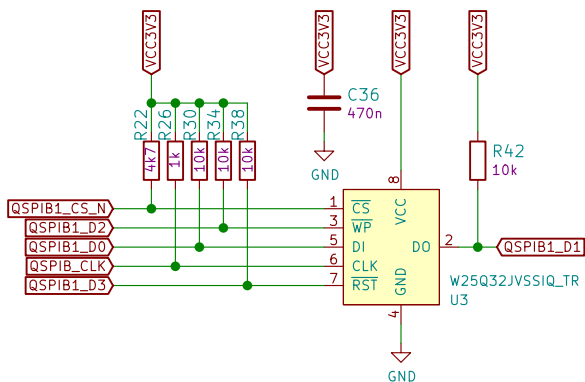 VCC3V3
VCC3V3
VCC3V3
VCC3V3
R22
R26
R30
R34
R38
4k7
1k
10k
10k
10k
C36
470n
GND
R42
10k
QSPIB1_CS_N
QSPIB1_D2
QSPIB1_D0
QSPIB_CLK
QSPIB1_D3
1
3
5
6
7
8
CS
WP
DI
CLK
RST
VCC
GND
DO
2
4
QSPIB1_D1
W25Q32JVSSIQ_TR
U3
GND